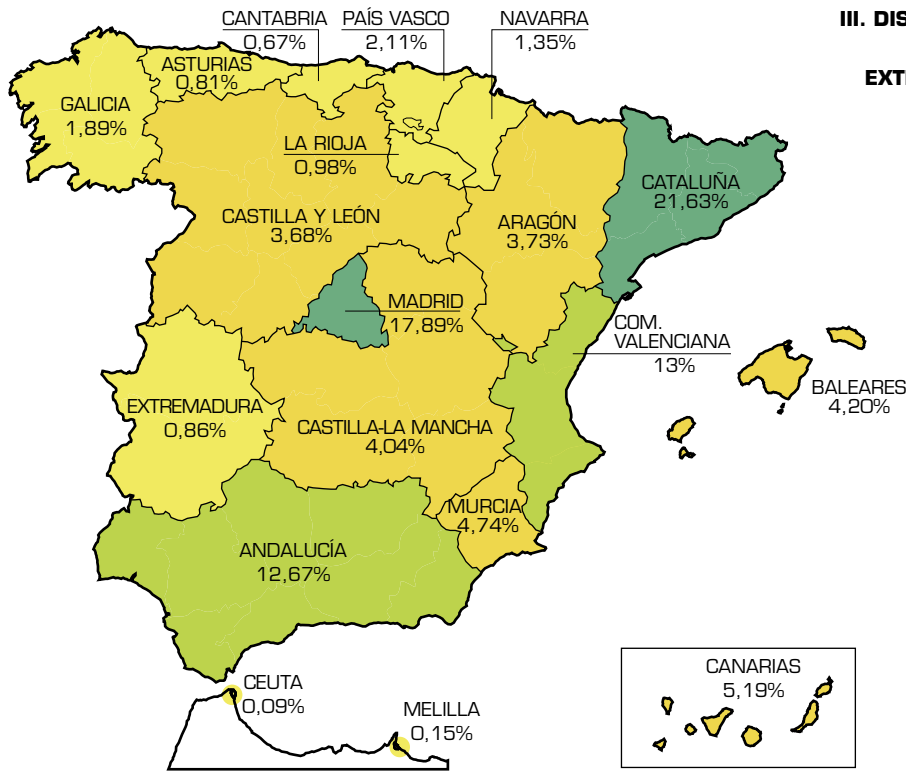 CANTABRIA
0,67%
PAÍS VASCO
2,11%
NAVARRA
1,35%
III. DIS
EXT
ASTURIAS
0,81%
GALICIA
1,89%
LA RIOJA
0,98%
CATALUÑA
21,63%
CASTILLA Y LEÓN
3,68%
ARAGÓN
3,73%
MADRID
17,89%
COM.
VALENCIANA
13%
BALEARES
4,20%
EXTREMADURA
0,86%
CASTILLA-LA MANCHA
4,04%
MURCIA
4,74%
ANDALUCÍA
12,67%
CEUTA
0,09%
MELILLA
0,15%
CANARIAS
5,19%